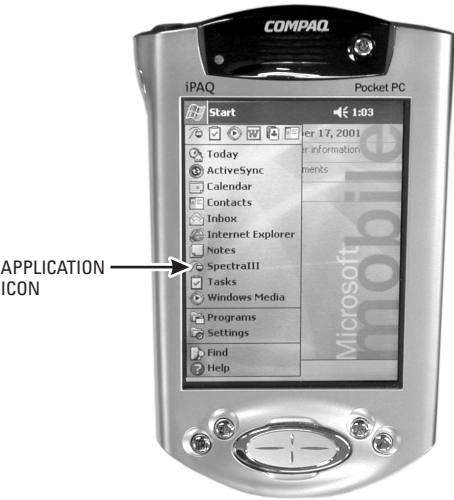 COMPAQ
iPAQ Pocket PC
Start 1:03
er 17, 2001
Today
er information
ActiveSync
ments
Calendar
Contacts
Inbox
Internet Explorer
Notes
APPLICATION
ICON
SpectraIII
Tasks
Windows Media
Programs
Settings
Find
Help
Microsoft
mobile